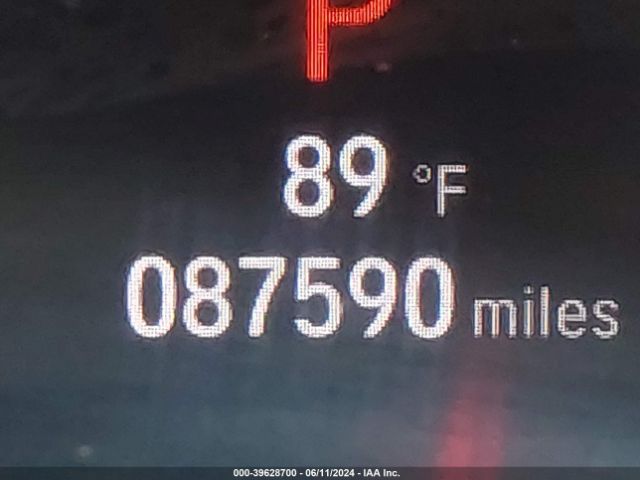 P
89 °F
087590 miles
000-39628700 - 06/11/2024 - IAA Inc.